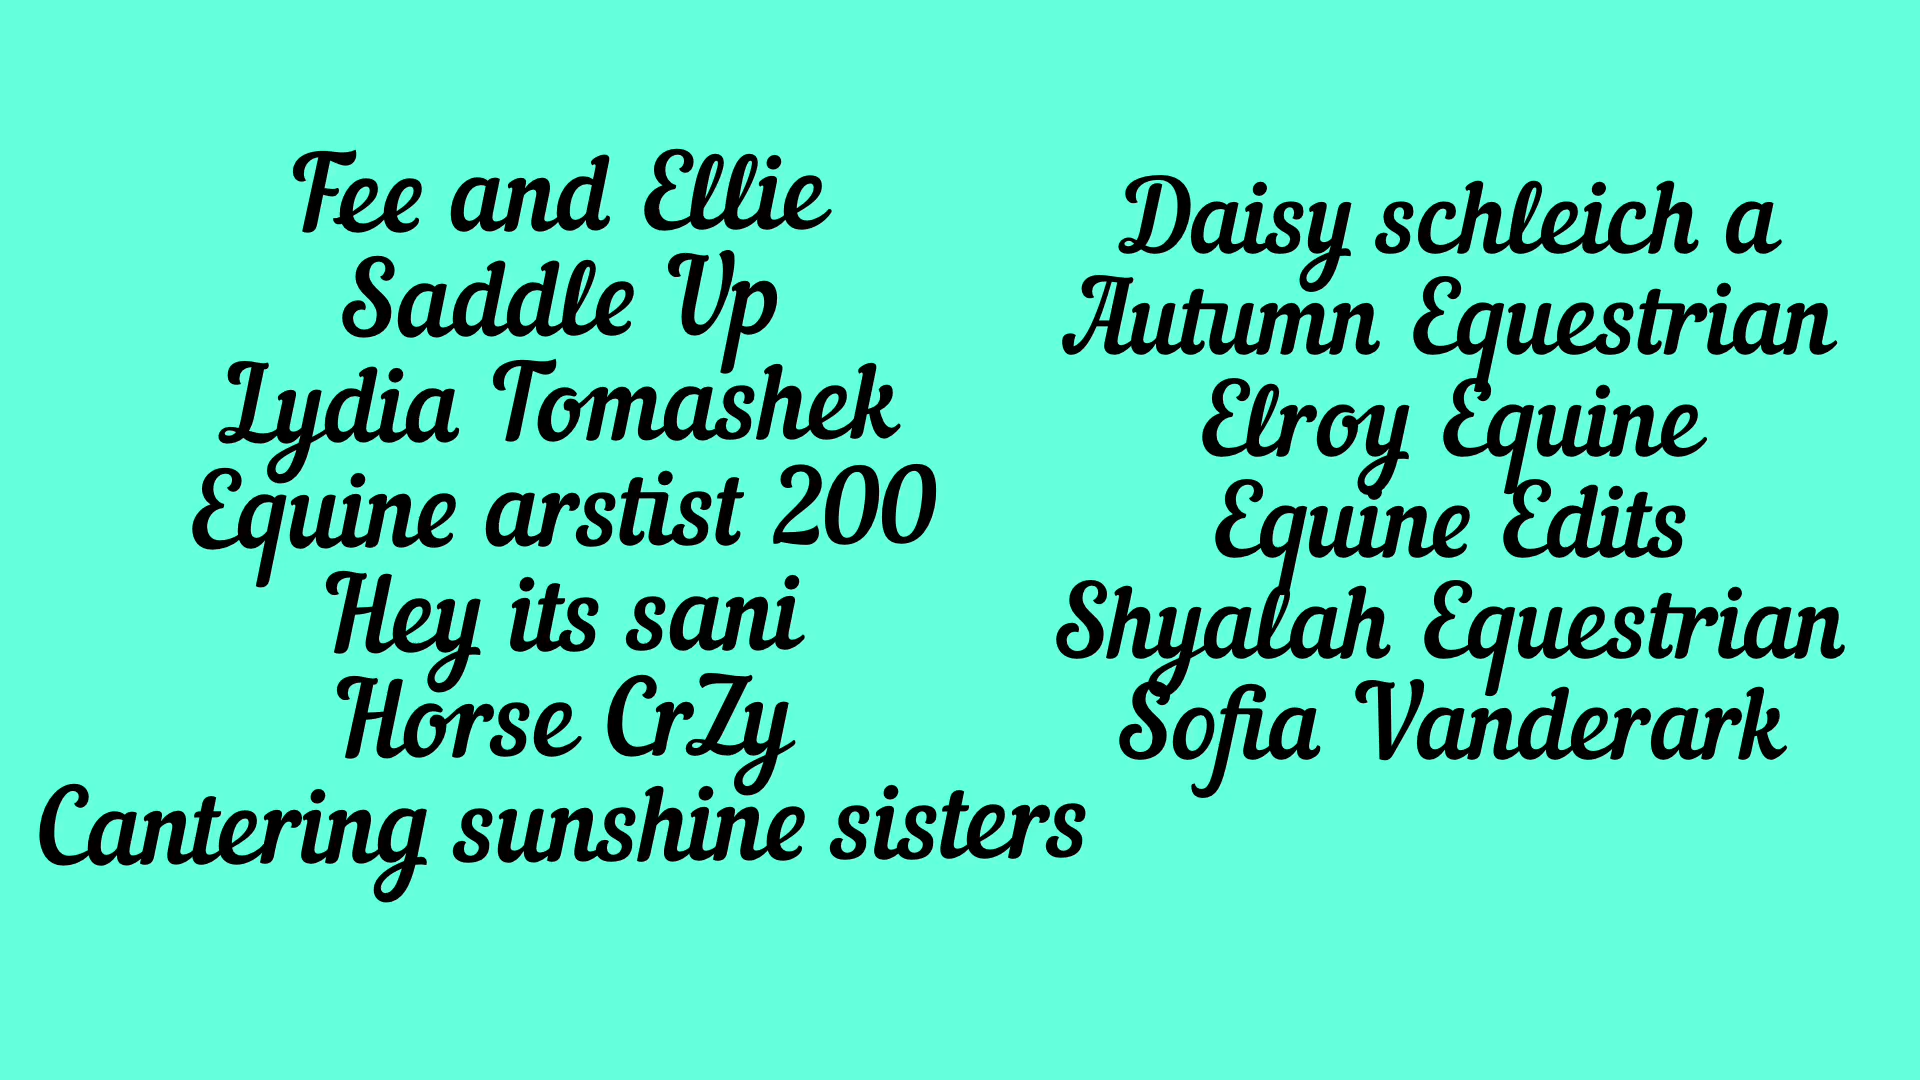 Fee and Ellie
Saddle Up
Lydia Tomashek
Equine arstist 200
Hey its sani
Horse CrZy
Cantering sunshine sisters
Daisy schleich a
Autumn Equestrian
Elroy Equine
Equine Edits
Shyalah Equestrian
Sofia Vanderark